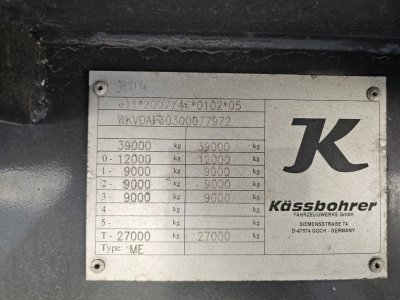 e11*2007/46*0102*05
WKVDAF30300077972
39000 kg 39000 kg
0- 12000 kg 12000 kg
1- 9000 kg 9000 kg
2- 9000 kg 9000 kg
3- 9000 kg 9000 kg
4- kg kg
5- kg kg
T- 27000 kg 27000 kg
Type: ME
K
Kässbohrer
FAHRZEUGWERKE GmbH
SIEMENSSTRAßE 74
D-47574 GOCH - GERMANY